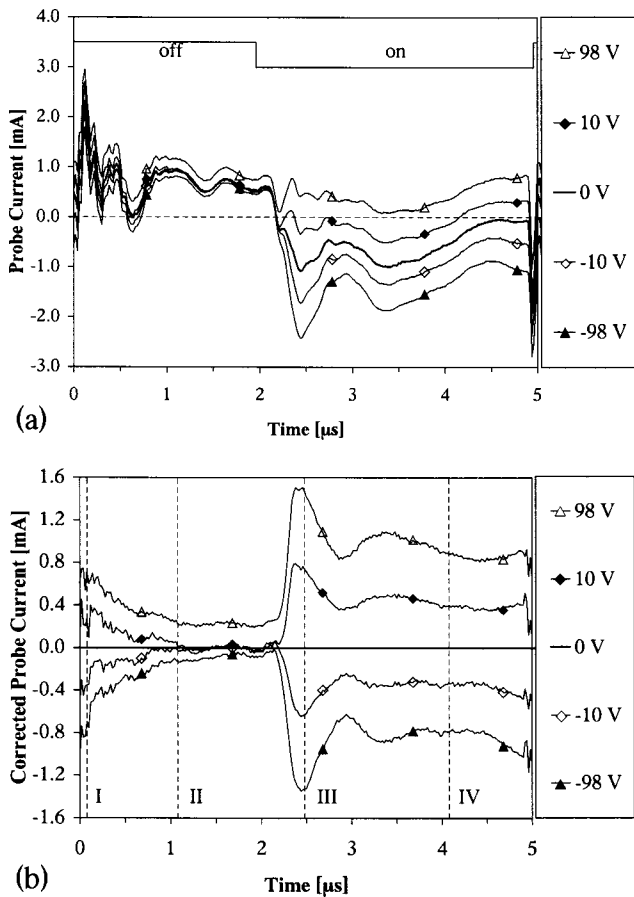 4.0
3.0
2.0
1.0
0.0
-1.0
-2.0
-3.0
Probe Current [mA]
off
on
0 1 2 3 4 5
Time [µs]
98 V
10 V
0 V
-10 V
-98 V
(a)
1.6
1.2
0.8
0.4
0.0
-0.4
-0.8
-1.2
-1.6
Corrected Probe Current [mA]
I II III IV
0 1 2 3 4 5
Time [µs]
98 V
10 V
0 V
-10 V
-98 V
(b)